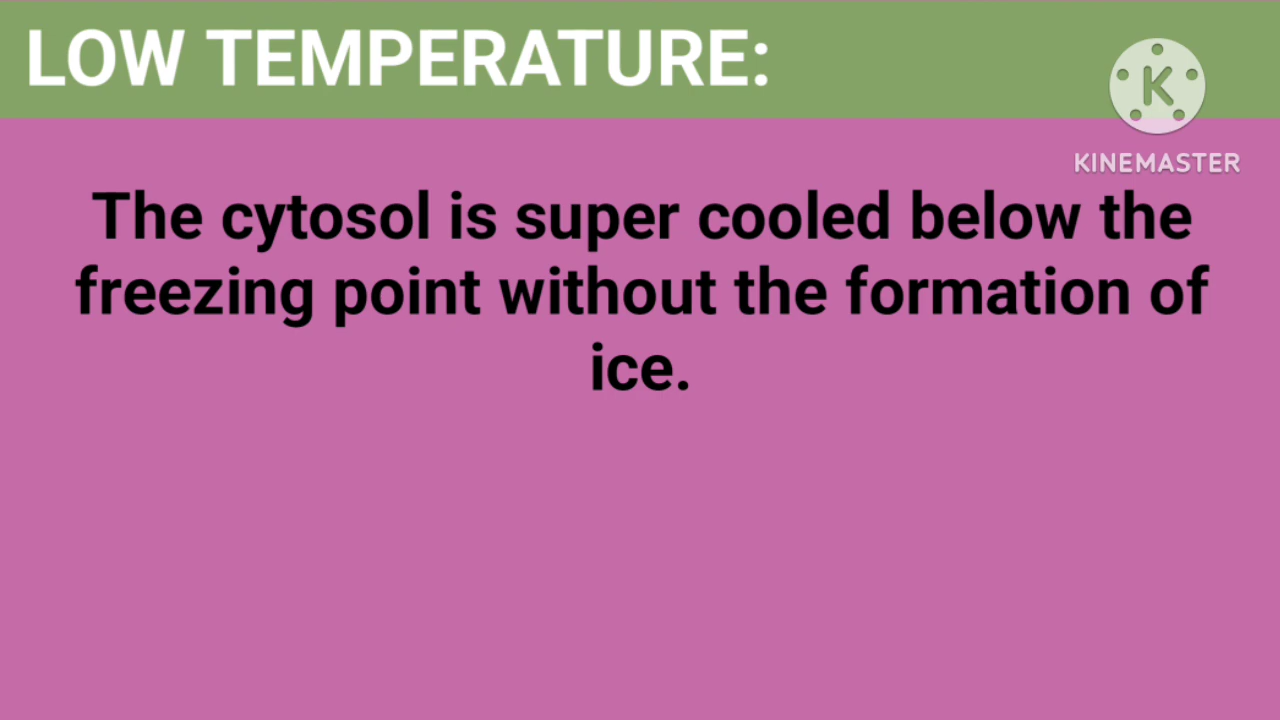 LOW TEMPERATURE:
K
KINEMASTER
The cytosol is super cooled below the
freezing point without the formation of
ice.